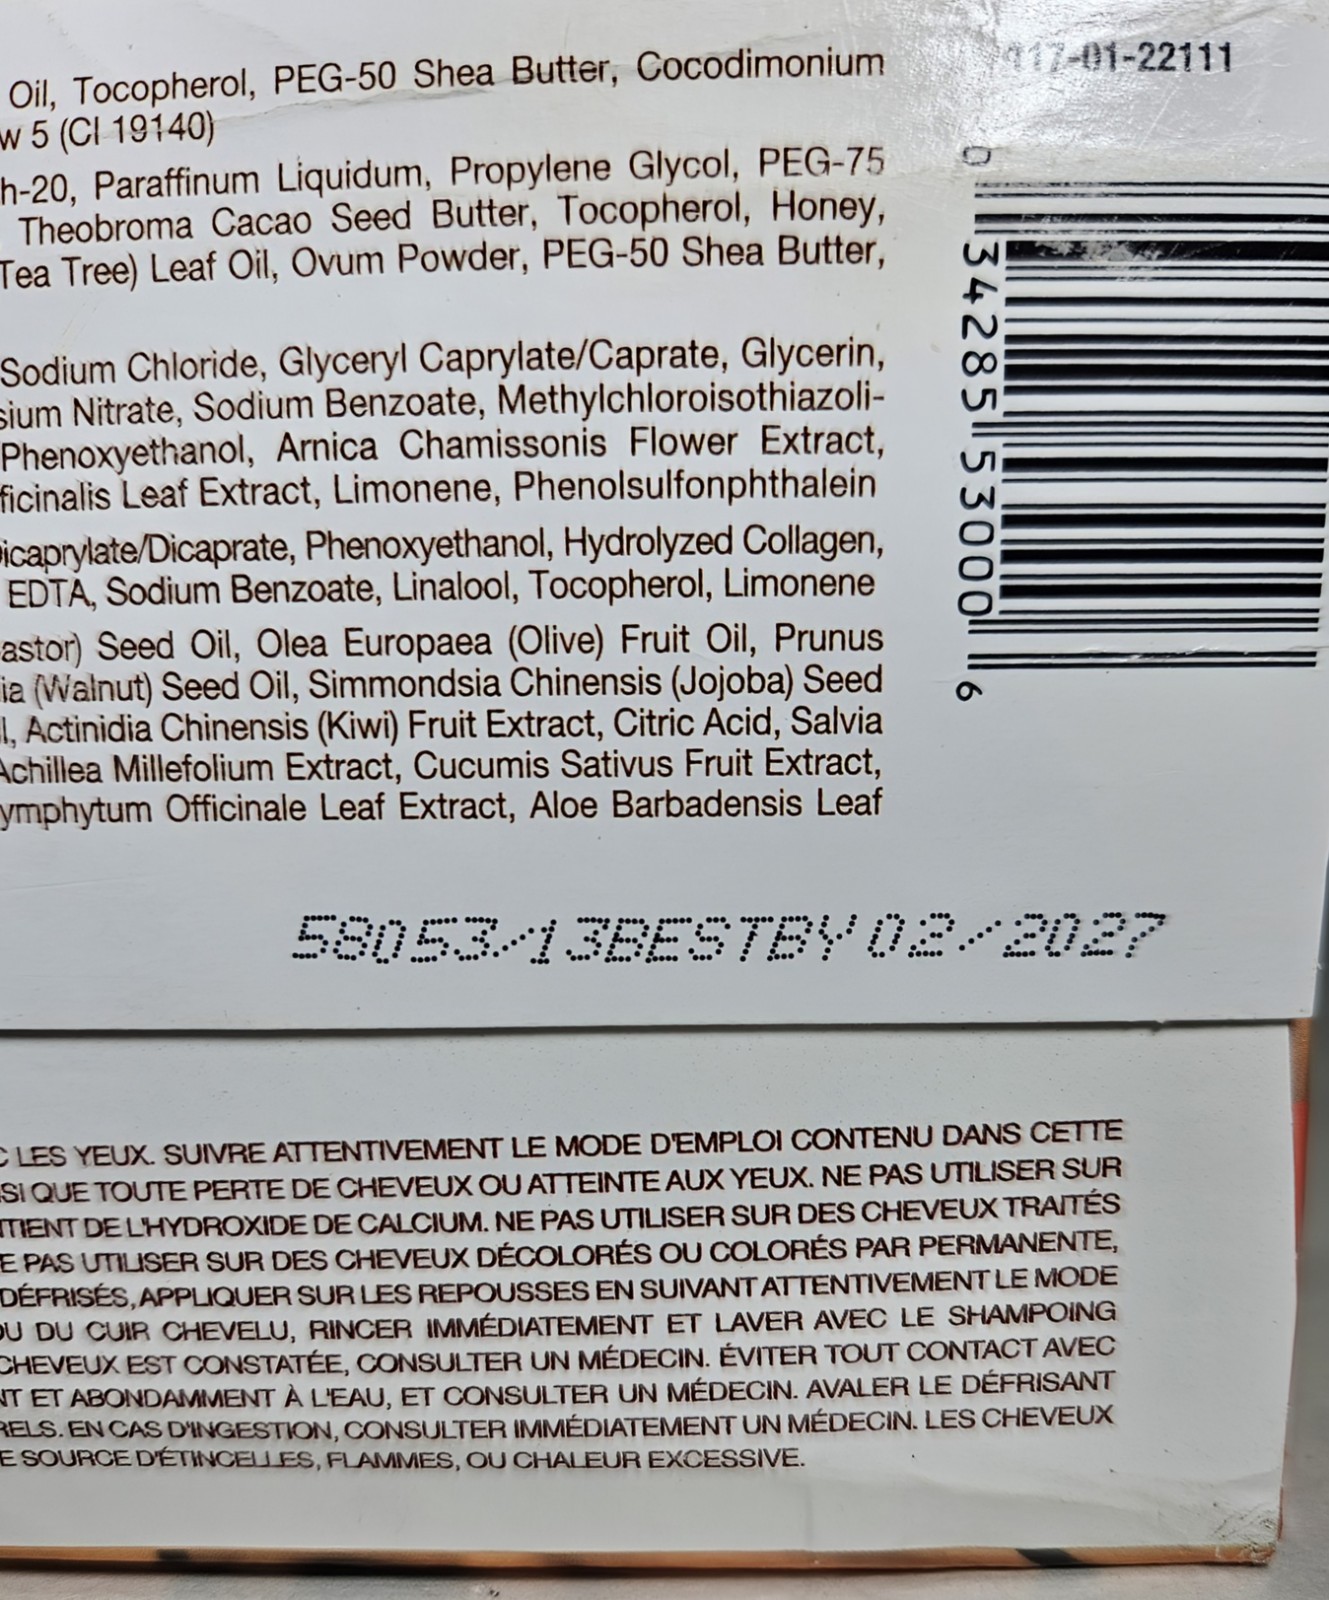 Oil, Tocopherol, PEG-50 Shea Butter, Cocodimonium
w 5 (CI 19140)
h-20, Paraffinum Liquidum, Propylene Glycol, PEG-75
Theobroma Cacao Seed Butter, Tocopherol, Honey,
Tea Tree) Leaf Oil, Ovum Powder, PEG-50 Shea Butter,
Sodium Chloride, Glyceryl Caprylate/Caprate, Glycerin,
sium Nitrate, Sodium Benzoate, Methylchloroisothiazoli-
Phenoxyethanol, Arnica Chamissonis Flower Extract,
ficinalis Leaf Extract, Limonene, Phenolsulfonphthalein
icaprylate/Dicaprate, Phenoxyethanol, Hydrolyzed Collagen,
EDTA, Sodium Benzoate, Linalool, Tocopherol, Limonene
astor) Seed Oil, Olea Europaea (Olive) Fruit Oil, Prunus
ia (Walnut) Seed Oil, Simmondsia Chinensis (Jojoba) Seed
l, Actinidia Chinensis (Kiwi) Fruit Extract, Citric Acid, Salvia
Achillea Millefolium Extract, Cucumis Sativus Fruit Extract,
ymphytum Officinale Leaf Extract, Aloe Barbadensis Leaf
117-01-22111
0 34285 53000 6
58053/13BESTBY02/2027
C LES YEUX. SUIVRE ATTENTIVEMENT LE MODE D'EMPLOI CONTENU DANS CETTE
SI QUE TOUTE PERTE DE CHEVEUX OU ATTEINTE AUX YEUX. NE PAS UTILISER SUR
TIENT DE L'HYDROXIDE DE CALCIUM. NE PAS UTILISER SUR DES CHEVEUX TRAITÉS
E PAS UTILISER SUR DES CHEVEUX DÉCOLORÉS OU COLORÉS PAR PERMANENTE,
DÉFRISÉS, APPLIQUER SUR LES REPOUSSES EN SUIVANT ATTENTIVEMENT LE MODE
OU DU CUIR CHEVELU, RINCER IMMÉDIATEMENT ET LAVER AVEC LE SHAMPOING
CHEVEUX EST CONSTATÉE, CONSULTER UN MÉDECIN. ÉVITER TOUT CONTACT AVEC
NT ET ABONDAMMENT À L'EAU, ET CONSULTER UN MÉDECIN. AVALER LE DÉFRISANT
RELS. EN CAS D'INGESTION, CONSULTER IMMÉDIATEMENT UN MÉDECIN. LES CHEVEUX
E SOURCE D'ÉTINCELLES, FLAMMES, OU CHALEUR EXCESSIVE.